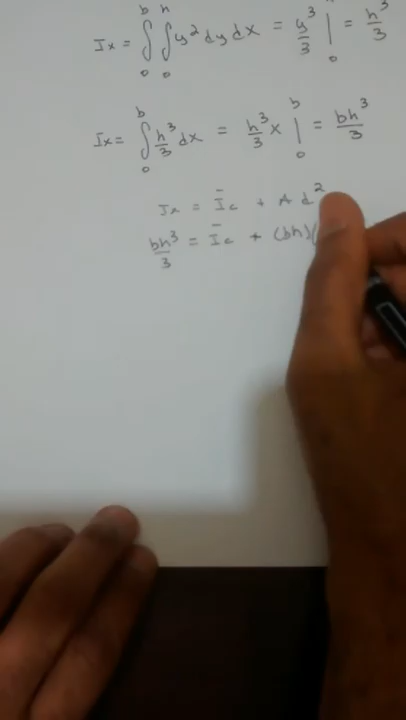 Ix = ∫₀ᵇ ∫₀ʰ y² dy dx = y³/3 |₀ = h³/3
Ix = ∫₀ᵇ h³/3 dx = h³/3 x |₀ᵇ = bh³/3
Ix = Īc + A d²
bh³/3 = Īc + (bh)(